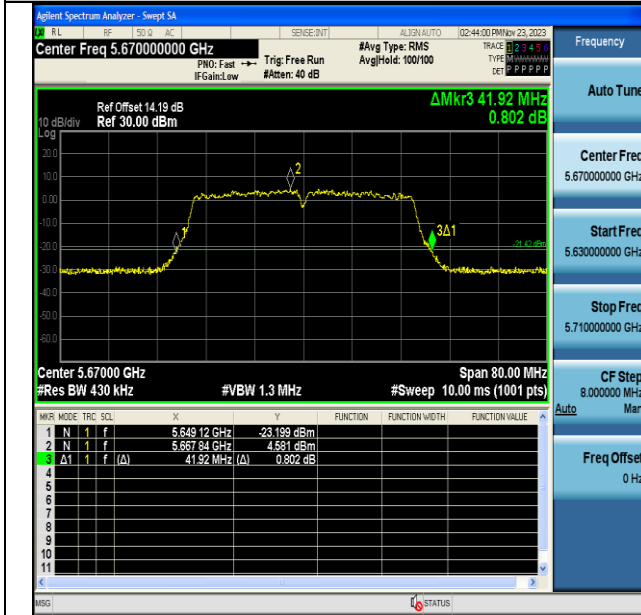 Agilent Spectrum Analyzer - Swept SA
RL RF 50 Ω AC SENSE:INT ALIGN AUTO 02:44:00 PM Nov 23, 2023
Center Freq 5.670000000 GHz #Avg Type: RMS TRACE 1 2 3 4 5 6
PNO: Fast Trig: Free Run Avg|Hold: 100/100 TYPE M
IFGain:Low #Atten: 40 dB DET P P P P P P
Ref Offset 14.19 dB ΔMkr3 41.92 MHz
10 dB/div Ref 30.00 dBm 0.802 dB
Log
20.0
10.0
0.00
-10.0
-20.0
-30.0
-40.0
-50.0
-60.0
2
1
3Δ1
-21.42 dBm
Center 5.67000 GHz Span 80.00 MHz
#Res BW 430 kHz #VBW 1.3 MHz #Sweep 10.00 ms (1001 pts)
MKR MODE TRC SCL X Y FUNCTION FUNCTION WIDTH FUNCTION VALUE
1 N 1 f 5.649 12 GHz -23.199 dBm
2 N 1 f 5.667 84 GHz 4.581 dBm
3 Δ1 1 f (Δ) 41.92 MHz (Δ) 0.802 dB
4
5
6
7
8
9
10
11
MSG STATUS
Frequency
Auto Tune
Center Freq
5.670000000 GHz
Start Freq
5.630000000 GHz
Stop Freq
5.710000000 GHz
CF Step
8.000000 MHz
Auto Man
Freq Offset
0 Hz